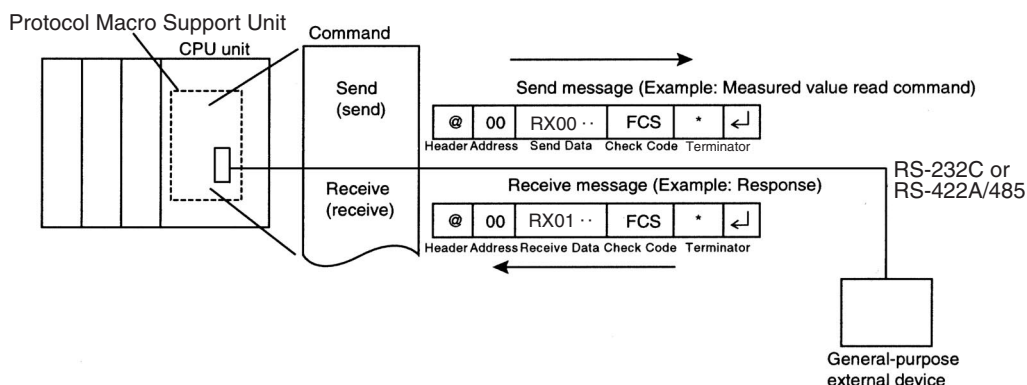 Protocol Macro Support Unit
CPU unit
Command
Send
(send)
Send message (Example: Measured value read command)
@ 00 RX00 ·· FCS * ↵
Header Address Send Data Check Code Terminator
RS-232C or
RS-422A/485
Receive
(receive)
Receive message (Example: Response)
@ 00 RX01 ·· FCS * ↵
Header Address Receive Data Check Code Terminator
General-purpose
external device